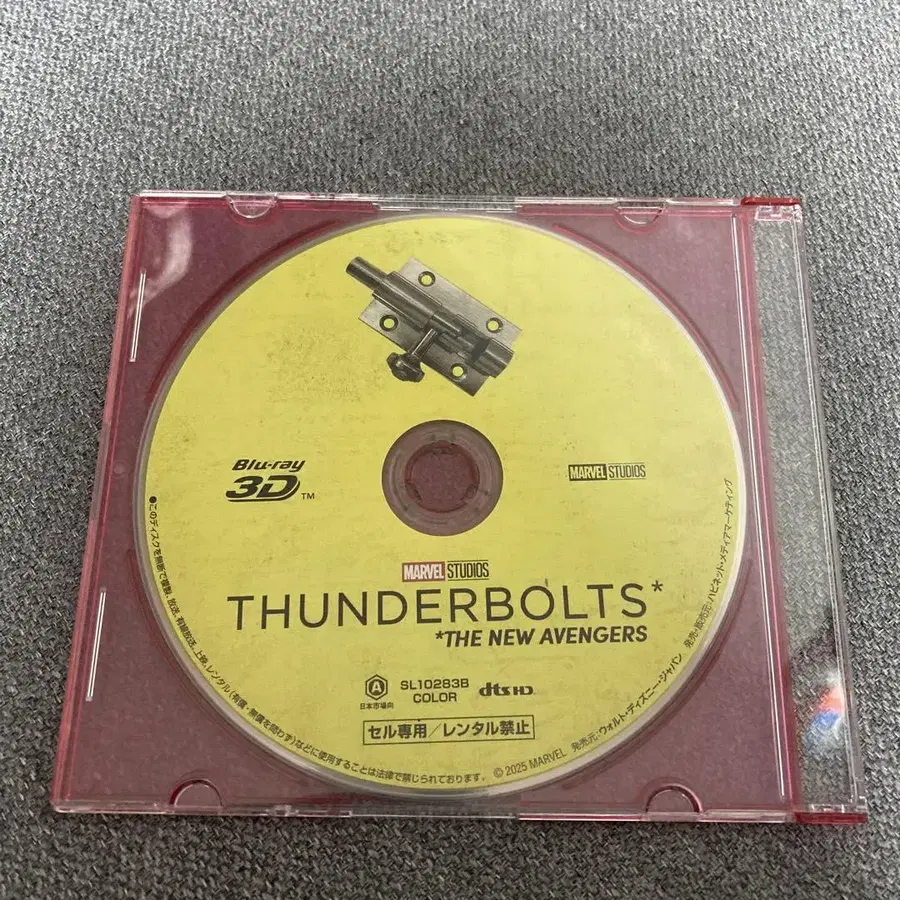 Blu-ray
3D™
MARVEL STUDIOS
MARVEL STUDIOS
THUNDERBOLTS*
*THE NEW AVENGERS
A
日本市場向
SL10283B
COLOR
dts HD
セル専用/レンタル禁止
●このディスクを無断で複製、放送、有線放送、上映、レンタル(有償・無償を問わず)などに使用することは法律で禁じられております。
© 2025 MARVEL 発売元:ウォルト・ディズニー・ジャパン 発売・販売元:ハピネット・メディアマーケティング